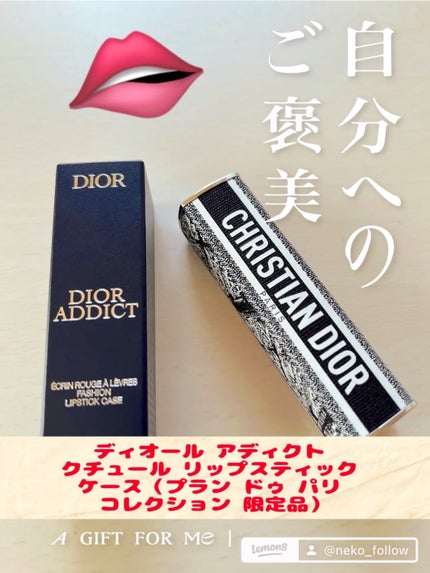 自分への
ご褒美
DIOR
DIOR
ADDICT
ÉCRIN ROUGE À LÈVRES
FASHION
LIPSTICK CASE
CHRISTIAN DIOR
PARIS
ディオール アディクト
クチュール リップスティック
ケース（プラン ドゥ パリ
コレクション 限定品）
A GIFT FOR ME |
lemon8
@neko_follow